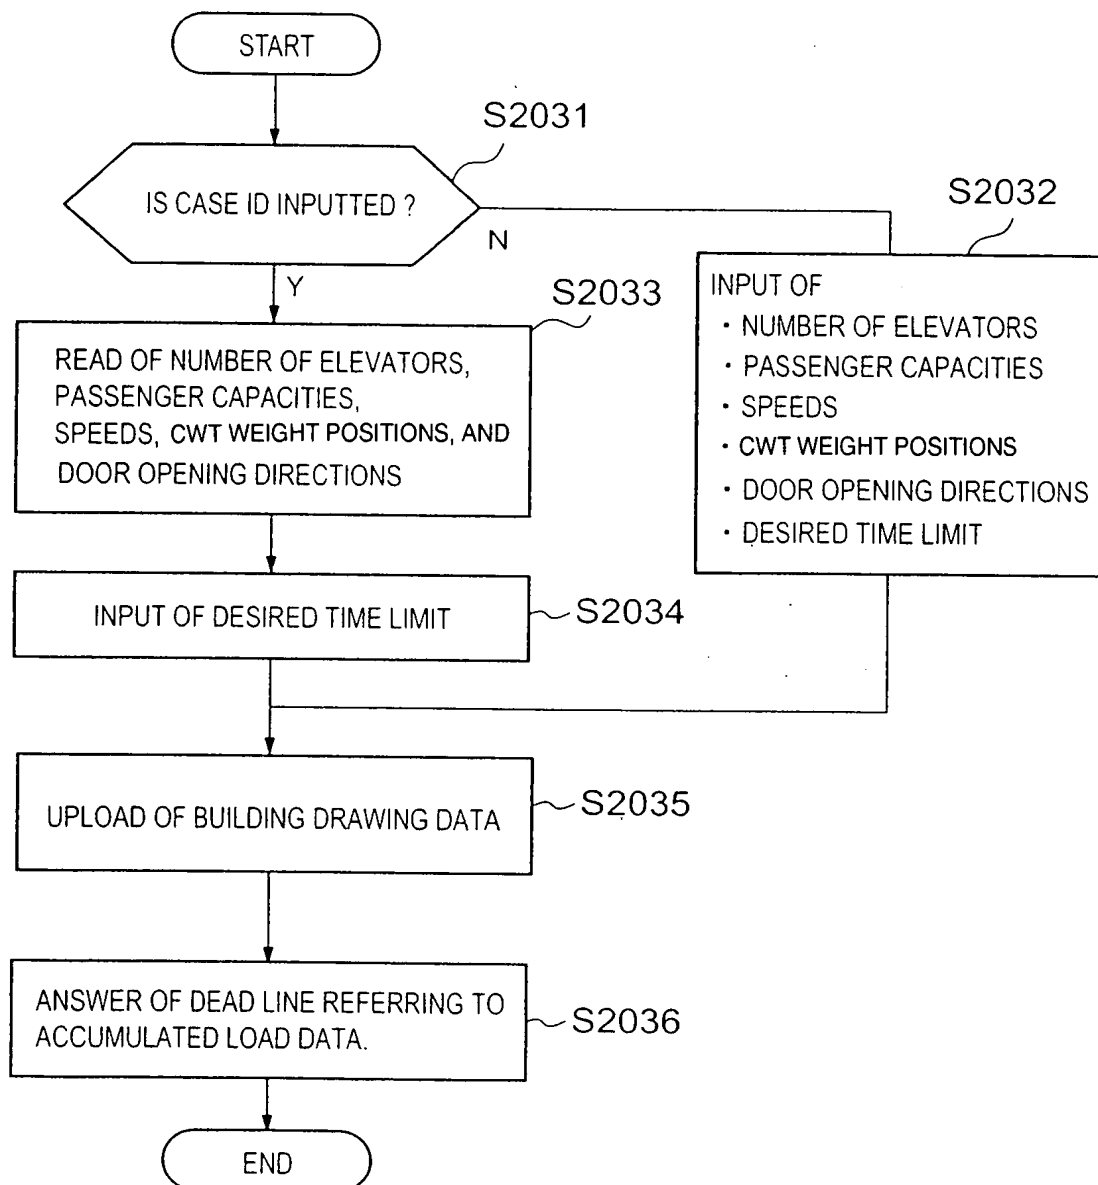 START
S2031
IS CASE ID INPUTTED ?
N
Y
S2032
INPUT OF
・NUMBER OF ELEVATORS
・PASSENGER CAPACITIES
・SPEEDS
・CWT WEIGHT POSITIONS
・DOOR OPENING DIRECTIONS
・DESIRED TIME LIMIT
S2033
READ OF NUMBER OF ELEVATORS,
PASSENGER CAPACITIES,
SPEEDS, CWT WEIGHT POSITIONS, AND
DOOR OPENING DIRECTIONS
INPUT OF DESIRED TIME LIMIT
S2034
UPLOAD OF BUILDING DRAWING DATA
S2035
ANSWER OF DEAD LINE REFERRING TO
ACCUMULATED LOAD DATA.
S2036
END